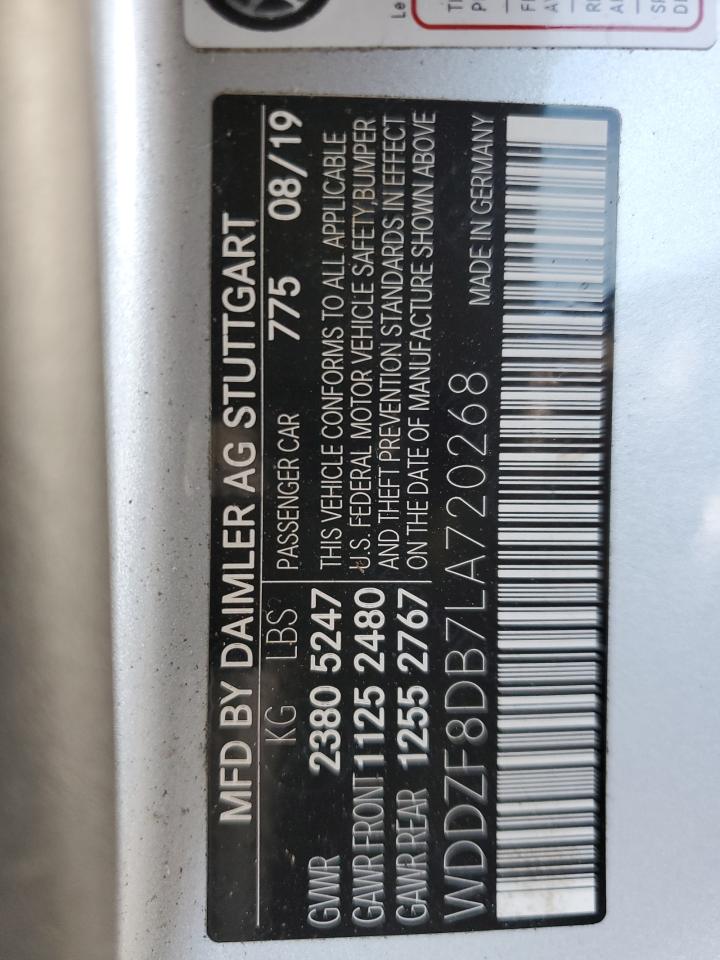 MFD BY DAIMLER AG STUTTGART
KG LBS PASSENGER CAR 775 08/19
GVWR 2380 5247 THIS VEHICLE CONFORMS TO ALL APPLICABLE
GAWR FRONT 1125 2480 U.S. FEDERAL MOTOR VEHICLE SAFETY,BUMPER
AND THEFT PREVENTION STANDARDS IN EFFECT
GAWR REAR 1255 2767 ON THE DATE OF MANUFACTURE SHOWN ABOVE
WDDZF8DB7LA720268 MADE IN GERMANY
Le